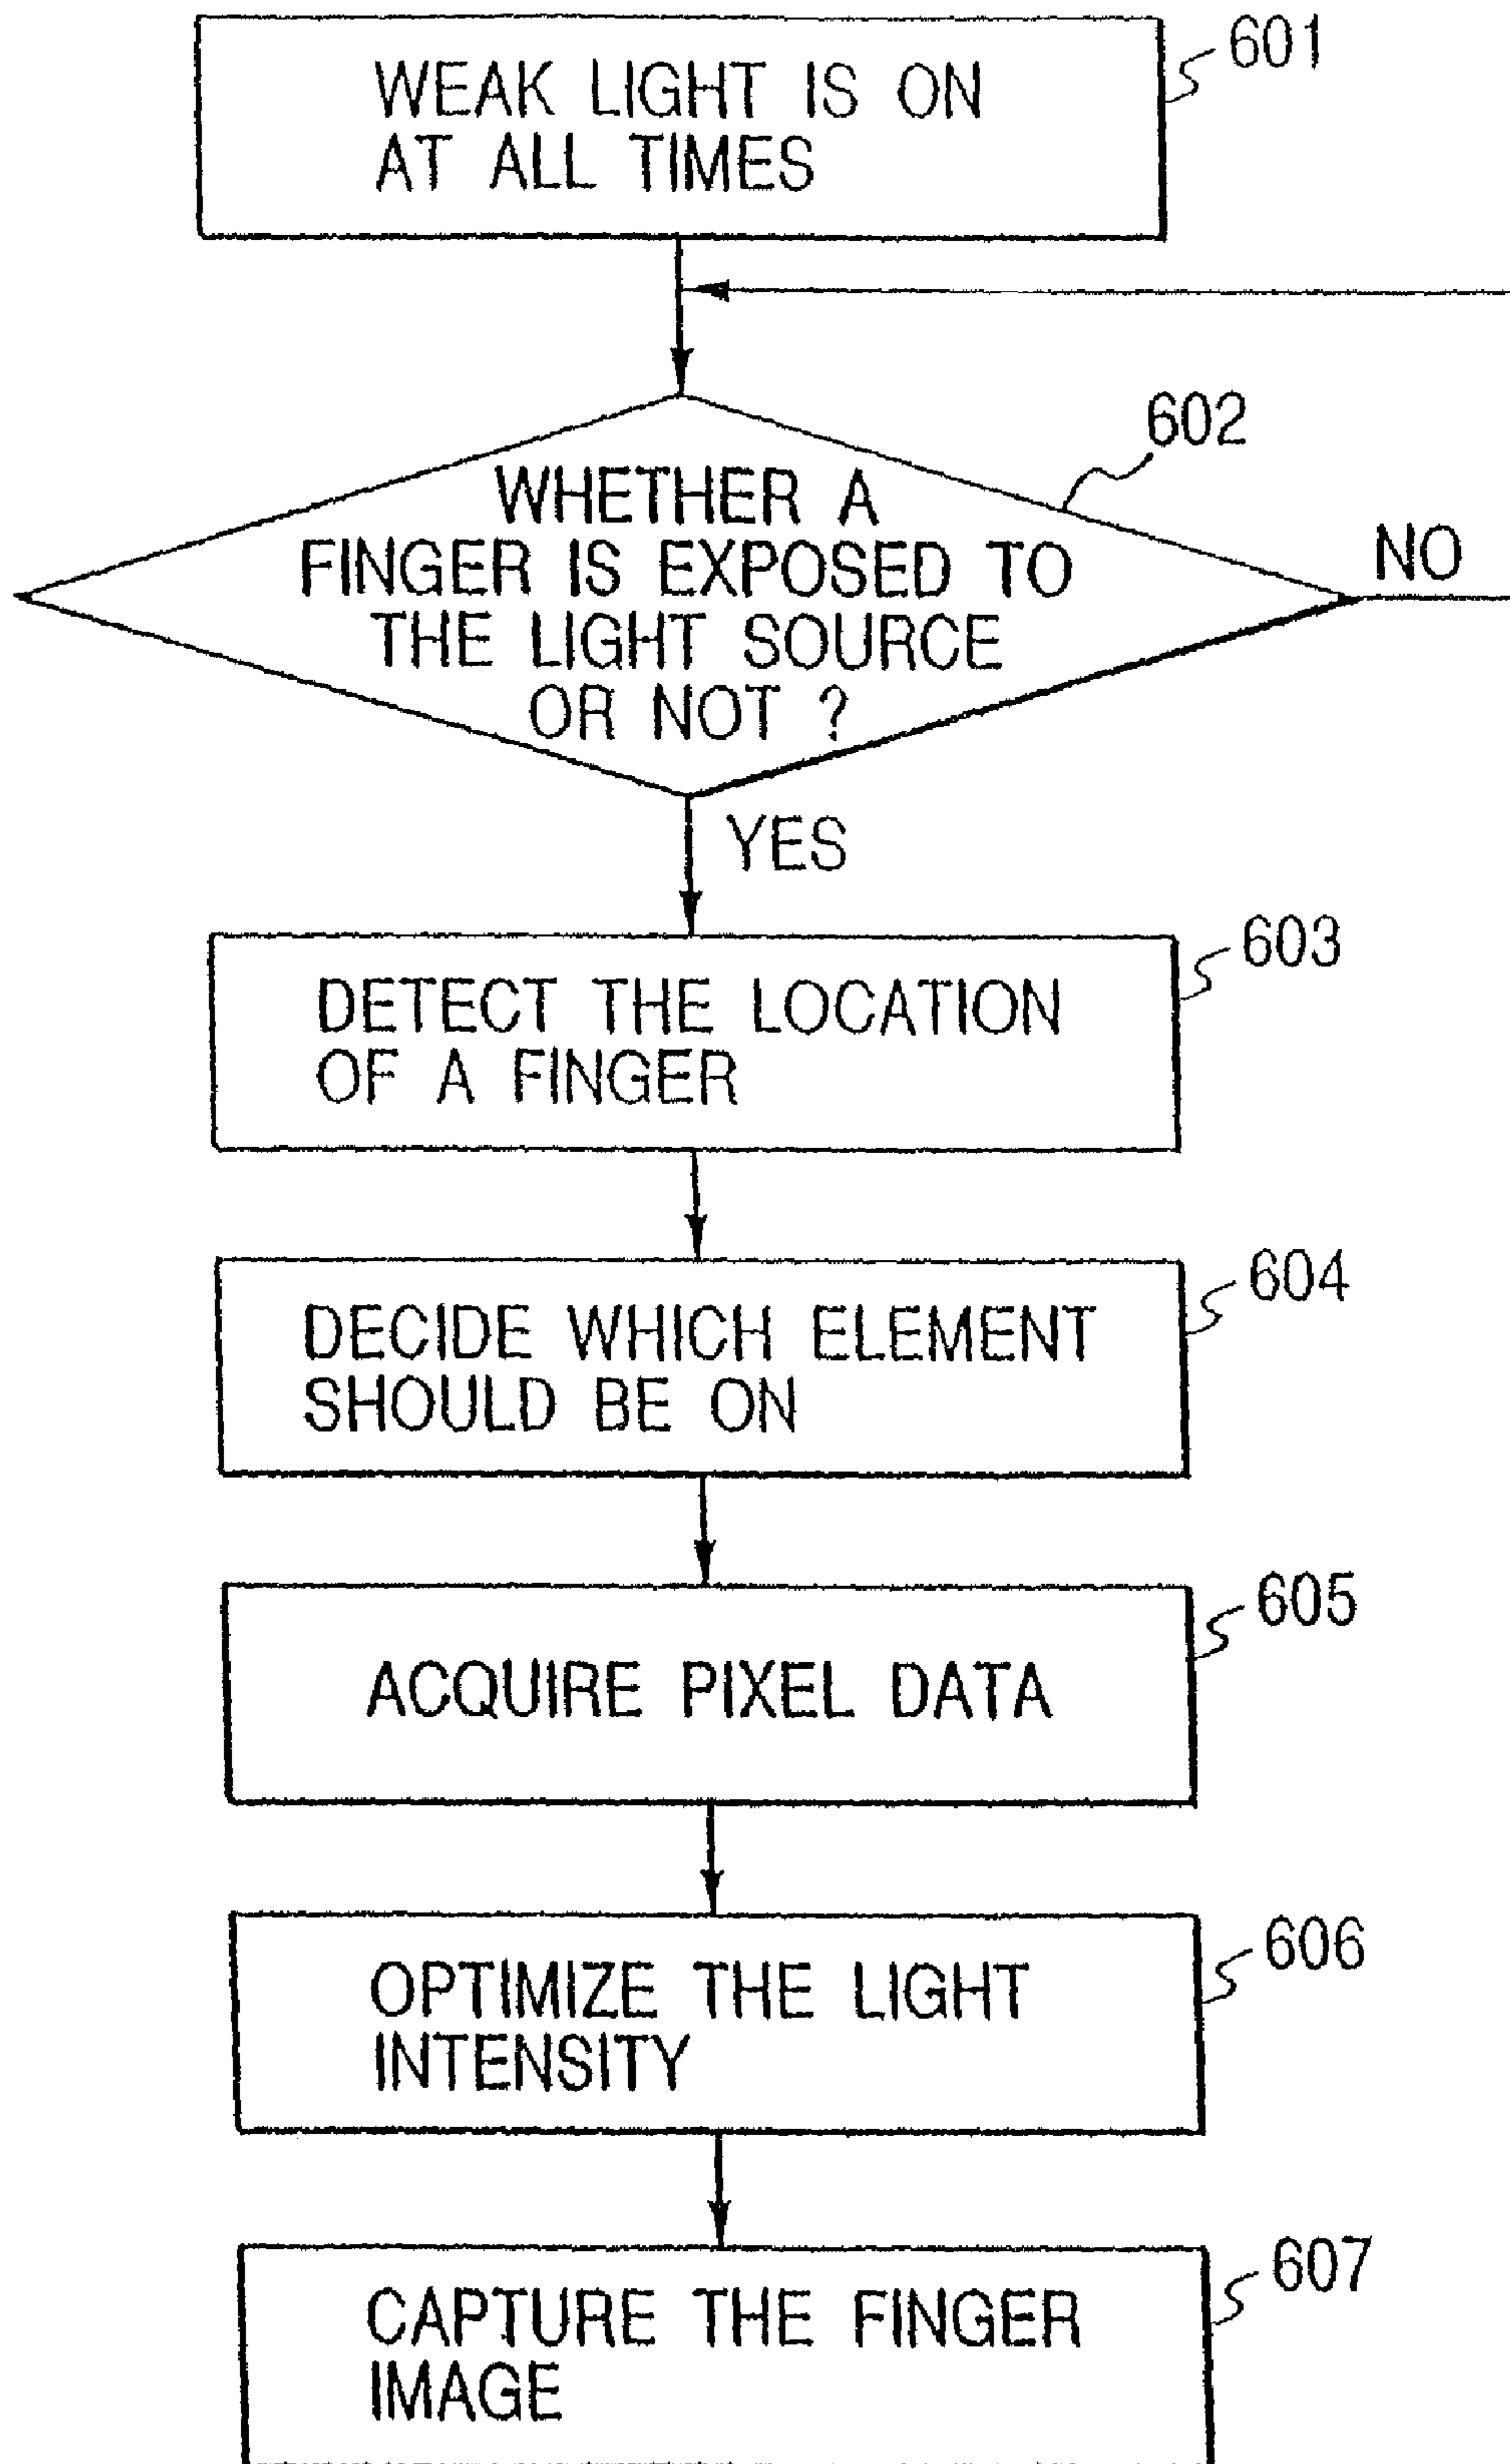 601
WEAK LIGHT IS ON
AT ALL TIMES
602
WHETHER A
FINGER IS EXPOSED TO
THE LIGHT SOURCE
OR NOT ?
NO
YES
603
DETECT THE LOCATION
OF A FINGER
604
DECIDE WHICH ELEMENT
SHOULD BE ON
605
ACQUIRE PIXEL DATA
606
OPTIMIZE THE LIGHT
INTENSITY
607
CAPTURE THE FINGER
IMAGE